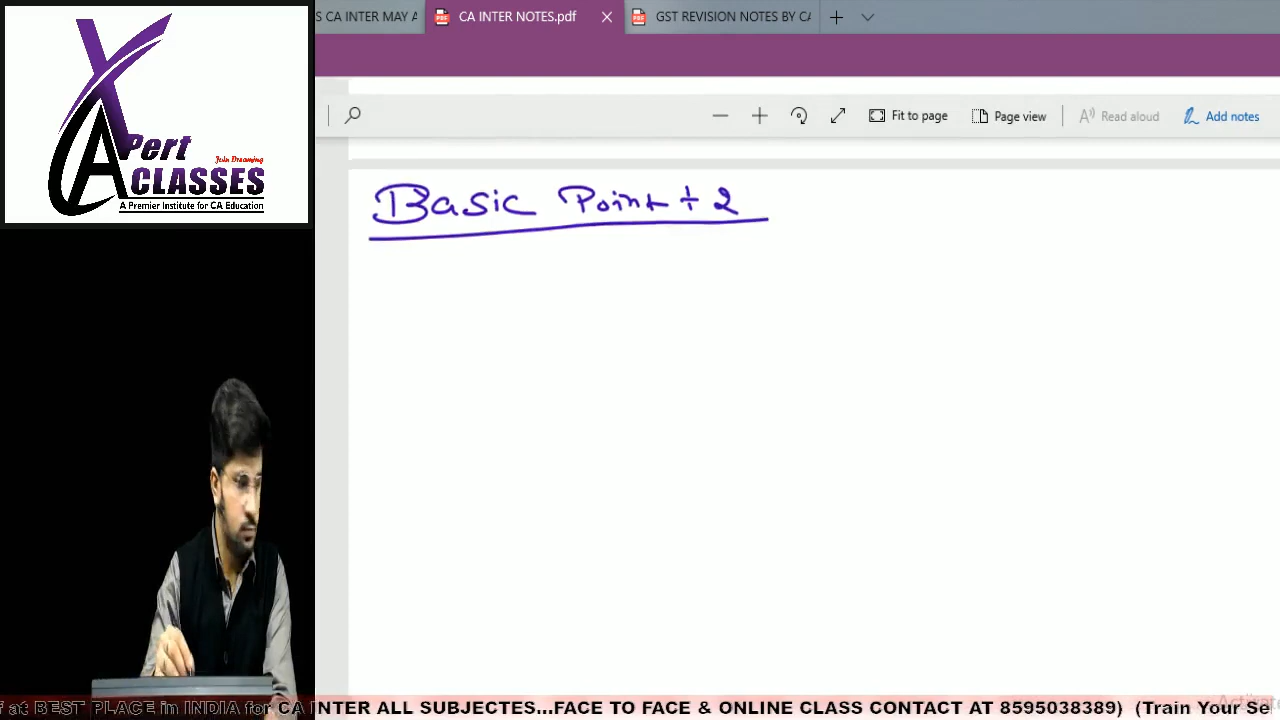 S CA INTER MAY A
CA INTER NOTES.pdf
GST REVISION NOTES BY CA
Fit to page
Page view
A Read aloud
Add notes
XPert
Join Dreaming
CA CLASSES
A Premier Institute for CA Education
Basic Point ÷ 2
f at BEST PLACE in INDIA for CA INTER ALL SUBJECTES...FACE TO FACE & ONLINE CLASS CONTACT AT 8595038389) (Train Your Se